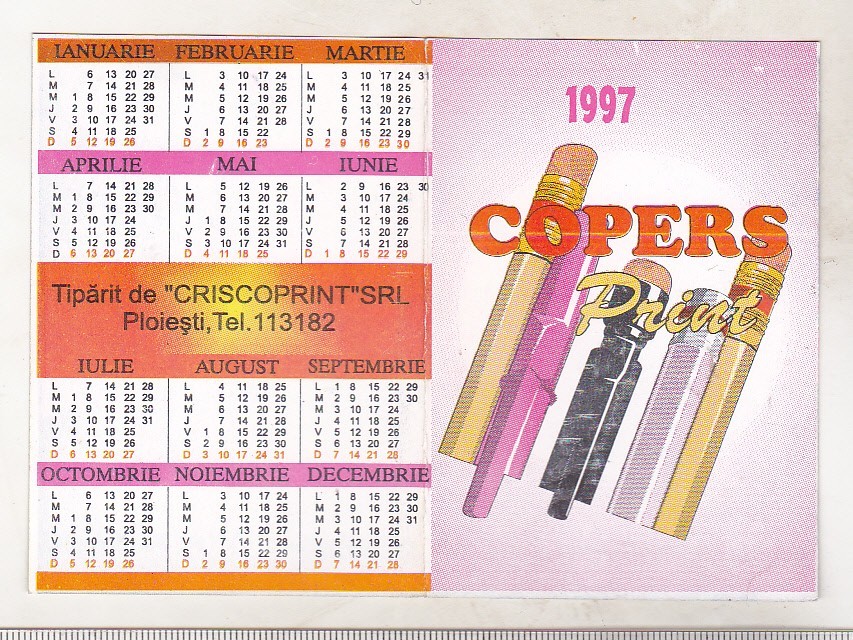 IANUARIE FEBRUARIE MARTIE
L 6 13 20 27 L 3 10 17 24 L 3 10 17 24 31
M 7 14 21 28 M 4 11 18 25 M 4 11 18 25
M 1 8 15 22 29 M 5 12 19 26 M 5 12 19 26
J 2 9 16 23 30 J 6 13 20 27 J 6 13 20 27
V 3 10 17 24 31 V 7 14 21 28 V 7 14 21 28
S 4 11 18 25 S 1 8 15 22 S 1 8 15 22 29
D 5 12 19 26 D 2 9 16 23 D 2 9 16 23 30
APRILIE MAI IUNIE
L 7 14 21 28 L 5 12 19 26 L 2 9 16 23 30
M 1 8 15 22 29 M 6 13 20 27 M 3 10 17 24
M 2 9 16 23 30 M 7 14 21 28 M 4 11 18 25
J 3 10 17 24 J 1 8 15 22 29 J 5 12 19 26
V 4 11 18 25 V 2 9 16 23 30 V 6 13 20 27
S 5 12 19 26 S 3 10 17 24 31 S 7 14 21 28
D 6 13 20 27 D 4 11 18 25 D 1 8 15 22 29
Tipărit de "CRISCOPRINT"SRL
Ploieşti,Tel.113182
IULIE AUGUST SEPTEMBRIE
L 7 14 21 28 L 4 11 18 25 L 1 8 15 22 29
M 1 8 15 22 29 M 5 12 19 26 M 2 9 16 23 30
M 2 9 16 23 30 M 6 13 20 27 M 3 10 17 24
J 3 10 17 24 31 J 7 14 21 28 J 4 11 18 25
V 4 11 18 25 V 1 8 15 22 29 V 5 12 19 26
S 5 12 19 26 S 2 9 16 23 30 S 6 13 20 27
D 6 13 20 27 D 3 10 17 24 31 D 7 14 21 28
OCTOMBRIE NOIEMBRIE DECEMBRIE
L 6 13 20 27 L 3 10 17 24 L 1 8 15 22 29
M 7 14 21 28 M 4 11 18 25 M 2 9 16 23 30
M 1 8 15 22 29 M 5 12 19 26 M 3 10 17 24 31
J 2 9 16 23 30 J 6 13 20 27 J 4 11 18 25
V 3 10 17 24 31 V 7 14 21 28 V 5 12 19 26
S 4 11 18 25 S 1 8 15 22 29 S 6 13 20 27
D 5 12 19 26 D 2 9 16 23 30 D 7 14 21 28
1997
COPERS
Print